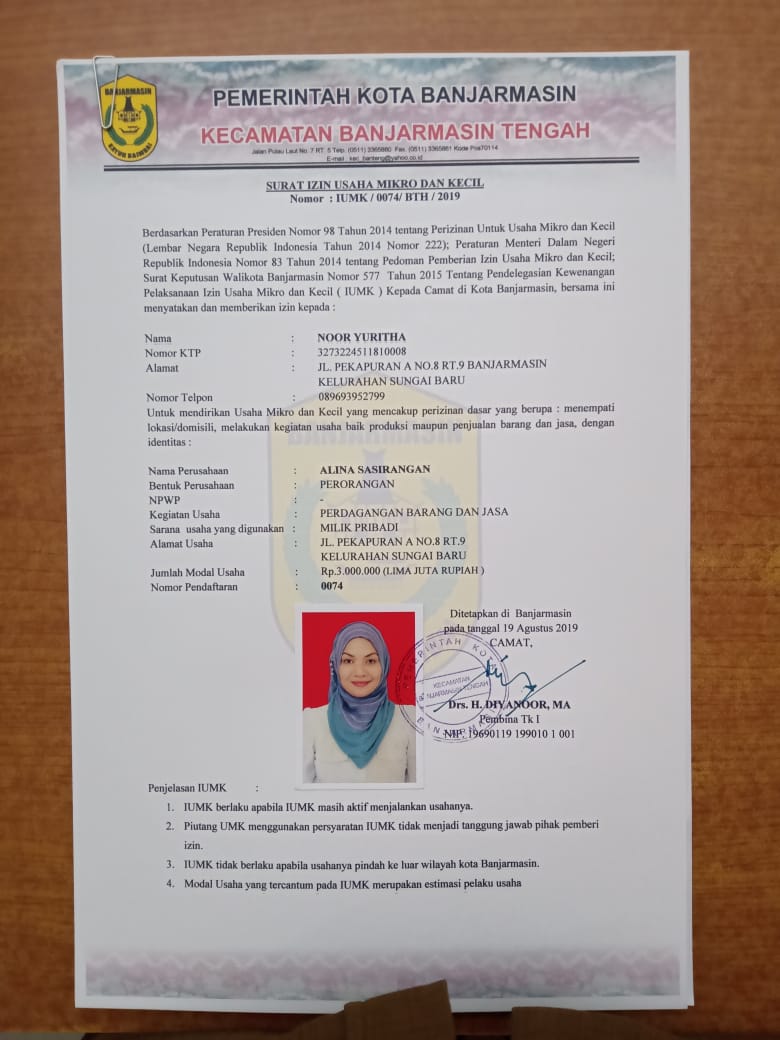 BANJARMASIN
KAYUH BAIMBAI
PEMERINTAH KOTA BANJARMASIN
KECAMATAN BANJARMASIN TENGAH
Jalan Pulau Laut No. 7 RT. 5 Telp. (0511) 3365880 Fax. (0511) 3365881 Kode Pos70114
E-mail : kec_banteng@yahoo.co.id
SURAT IZIN USAHA MIKRO DAN KECIL
Nomor : IUMK / 0074/ BTH / 2019
Berdasarkan Peraturan Presiden Nomor 98 Tahun 2014 tentang Perizinan Untuk Usaha Mikro dan Kecil
(Lembar Negara Republik Indonesia Tahun 2014 Nomor 222); Peraturan Menteri Dalam Negeri
Republik Indonesia Nomor 83 Tahun 2014 tentang Pedoman Pemberian Izin Usaha Mikro dan Kecil;
Surat Keputusan Walikota Banjarmasin Nomor 577 Tahun 2015 Tentang Pendelegasian Kewenangan
Pelaksanaan Izin Usaha Mikro dan Kecil ( IUMK ) Kepada Camat di Kota Banjarmasin, bersama ini
menyatakan dan memberikan izin kepada :
Nama : NOOR YURITHA
Nomor KTP : 3273224511810008
Alamat : JL. PEKAPURAN A NO.8 RT.9 BANJARMASIN
KELURAHAN SUNGAI BARU
Nomor Telpon : 089693952799
Untuk mendirikan Usaha Mikro dan Kecil yang mencakup perizinan dasar yang berupa : menempati
lokasi/domisili, melakukan kegiatan usaha baik produksi maupun penjualan barang dan jasa, dengan
identitas :
Nama Perusahaan : ALINA SASIRANGAN
Bentuk Perusahaan : PERORANGAN
NPWP : -
Kegiatan Usaha : PERDAGANGAN BARANG DAN JASA
Sarana usaha yang digunakan : MILIK PRIBADI
Alamat Usaha : JL. PEKAPURAN A NO.8 RT.9
KELURAHAN SUNGAI BARU
Jumlah Modal Usaha : Rp.3.000.000 (LIMA JUTA RUPIAH )
Nomor Pendaftaran : 0074
Ditetapkan di Banjarmasin
pada tanggal 19 Agustus 2019
CAMAT,
PEMERINTAH KOTA
KECAMATAN
BANJARMASIN TENGAH
BANJARMASIN
Drs. H. DIYANOOR, MA
Pembina Tk I
NIP. 19690119 199010 1 001
Penjelasan IUMK :
1. IUMK berlaku apabila IUMK masih aktif menjalankan usahanya.
2. Piutang UMK menggunakan persyaratan IUMK tidak menjadi tanggung jawab pihak pemberi
izin.
3. IUMK tidak berlaku apabila usahanya pindah ke luar wilayah kota Banjarmasin.
4. Modal Usaha yang tercantum pada IUMK merupakan estimasi pelaku usaha